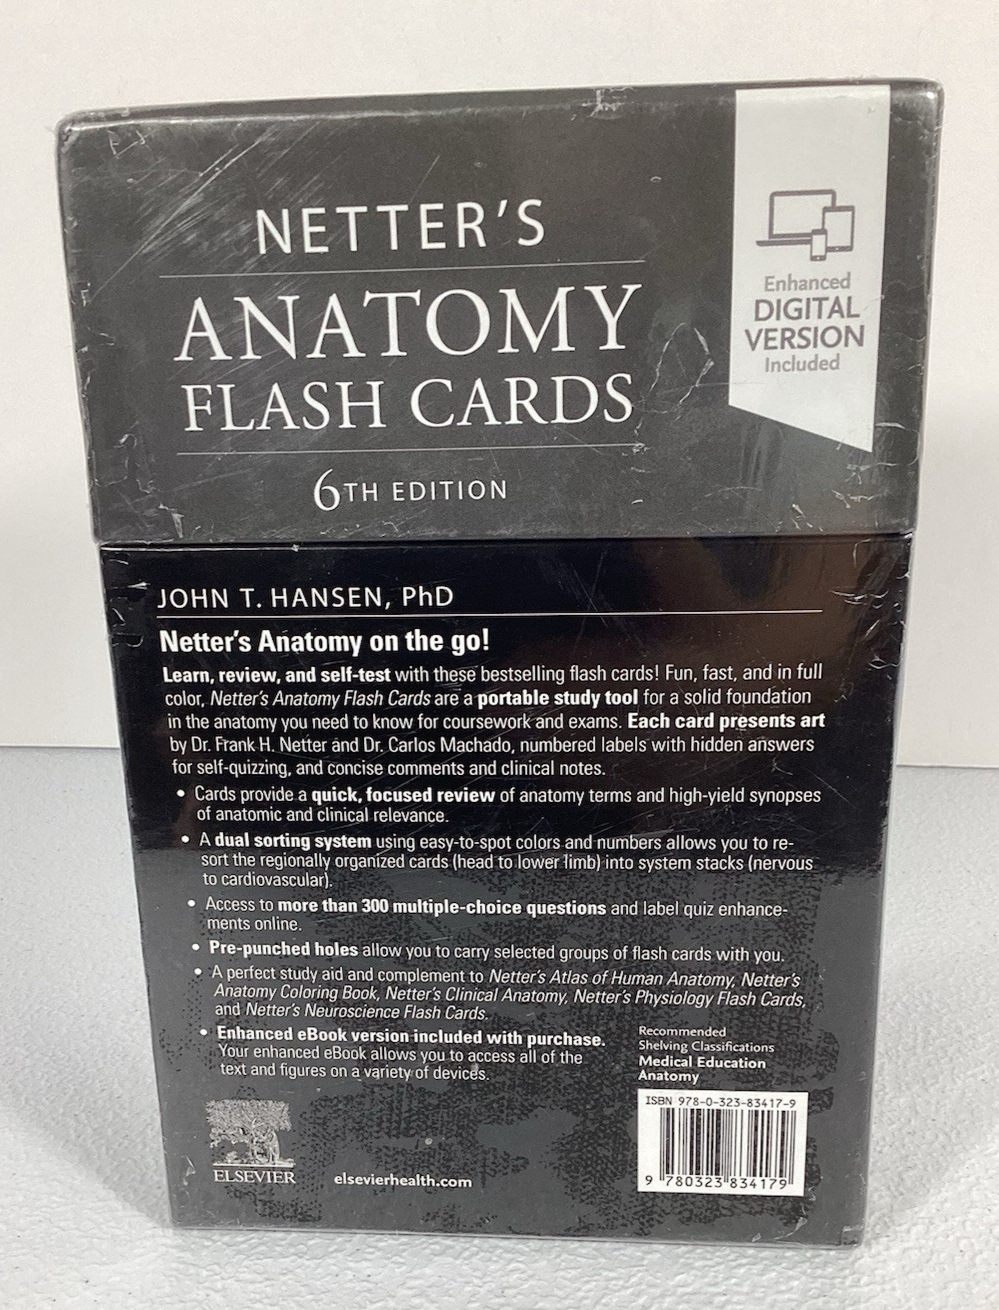 NETTER'S
ANATOMY
FLASH CARDS
6TH EDITION
Enhanced
DIGITAL
VERSION
Included
JOHN T. HANSEN, PhD
Netter's Anatomy on the go!
Learn, review, and self-test with these bestselling flash cards! Fun, fast, and in full
color, Netter's Anatomy Flash Cards are a portable study tool for a solid foundation
in the anatomy you need to know for coursework and exams. Each card presents art
by Dr. Frank H. Netter and Dr. Carlos Machado, numbered labels with hidden answers
for self-quizzing, and concise comments and clinical notes.
• Cards provide a quick, focused review of anatomy terms and high-yield synopses
of anatomic and clinical relevance.
• A dual sorting system using easy-to-spot colors and numbers allows you to re-
sort the regionally organized cards (head to lower limb) into system stacks (nervous
to cardiovascular).
• Access to more than 300 multiple-choice questions and label quiz enhance-
ments online.
• Pre-punched holes allow you to carry selected groups of flash cards with you.
• A perfect study aid and complement to Netter's Atlas of Human Anatomy, Netter's
Anatomy Coloring Book, Netter's Clinical Anatomy, Netter's Physiology Flash Cards,
and Netter's Neuroscience Flash Cards.
• Enhanced eBook version included with purchase.
Your enhanced eBook allows you to access all of the
text and figures on a variety of devices.
Recommended
Shelving Classifications
Medical Education
Anatomy
ISBN 978-0-323-83417-9
9 780323 834179
ELSEVIER
elsevierhealth.com